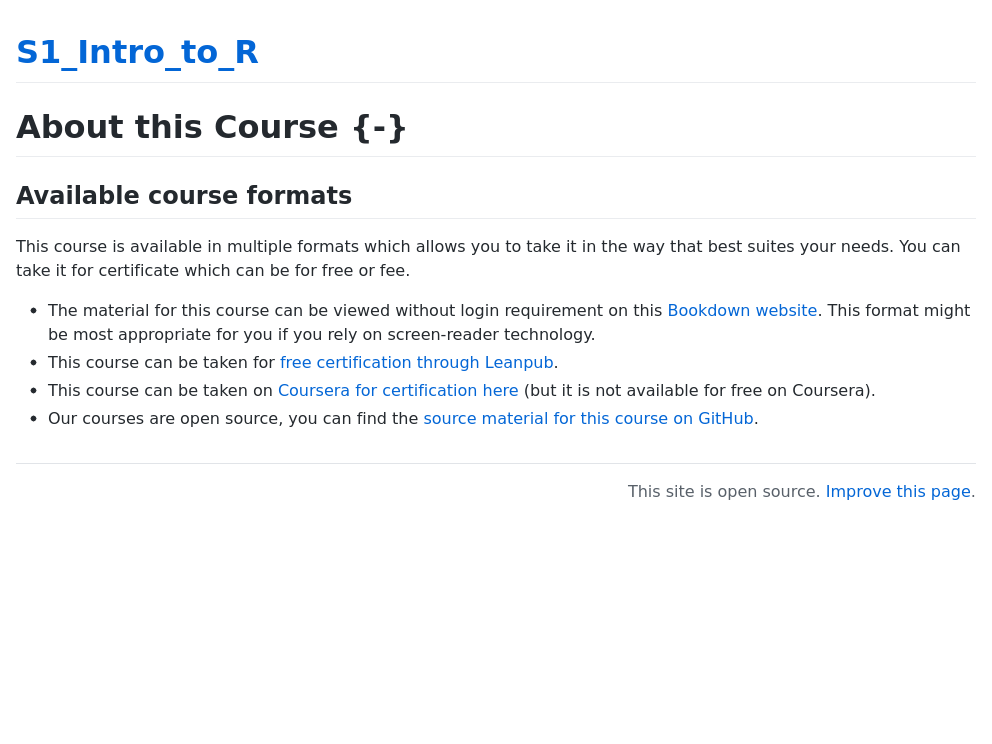 S1_Intro_to_R
About this Course {-}
Available course formats
This course is available in multiple formats which allows you to take it in the way that best suites your needs. You can
take it for certificate which can be for free or fee.
• The material for this course can be viewed without login requirement on this Bookdown website. This format might
be most appropriate for you if you rely on screen-reader technology.
• This course can be taken for free certification through Leanpub.
• This course can be taken on Coursera for certification here (but it is not available for free on Coursera).
• Our courses are open source, you can find the source material for this course on GitHub.
This site is open source. Improve this page.